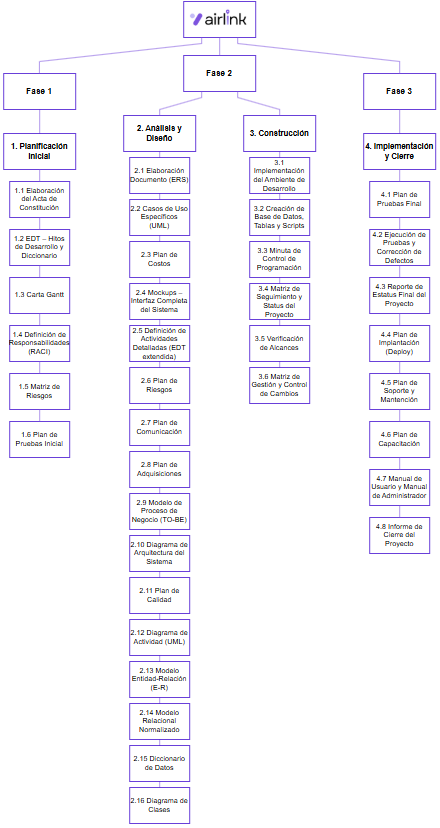 airlink
Fase 1
Fase 2
Fase 3
1. Planificación
Inicial
1.1 Elaboración
del Acta de
Constitución
1.2 EDT – Hitos
de Desarrollo y
Diccionario
1.3 Carta Gantt
1.4 Definición de
Responsabilidades
(RACI)
1.5 Matriz de
Riesgos
1.6 Plan de
Pruebas Inicial
2. Análisis y
Diseño
2.1 Elaboración
Documento (ERS)
2.2 Casos de Uso
Específicos
(UML)
2.3 Plan de
Costos
2.4 Mockups –
Interfaz Completa
del Sistema
2.5 Definición de
Actividades
Detalladas (EDT
extendida)
2.6 Plan de
Riesgos
2.7 Plan de
Comunicación
2.8 Plan de
Adquisiciones
2.9 Modelo de
Proceso de
Negocio (TO-BE)
2.10 Diagrama de
Arquitectura del
Sistema
2.11 Plan de
Calidad
2.12 Diagrama de
Actividad (UML)
2.13 Modelo
Entidad-Relación
(E-R)
2.14 Modelo
Relacional
Normalizado
2.15 Diccionario
de Datos
2.16 Diagrama de
Clases
3. Construcción
3.1
Implementación
del Ambiente de
Desarrollo
3.2 Creación de
Base de Datos,
Tablas y Scripts
3.3 Minuta de
Control de
Programación
3.4 Matriz de
Seguimiento y
Status del
Proyecto
3.5 Verificación
de Alcances
3.6 Matriz de
Gestión y Control
de Cambios
4. Implementación
y Cierre
4.1 Plan de
Pruebas Final
4.2 Ejecución de
Pruebas y
Corrección de
Defectos
4.3 Reporte de
Estatus Final del
Proyecto
4.4 Plan de
Implantación
(Deploy)
4.5 Plan de
Soporte y
Mantención
4.6 Plan de
Capacitación
4.7 Manual de
Usuario y Manual
de Administrador
4.8 Informe de
Cierre del
Proyecto